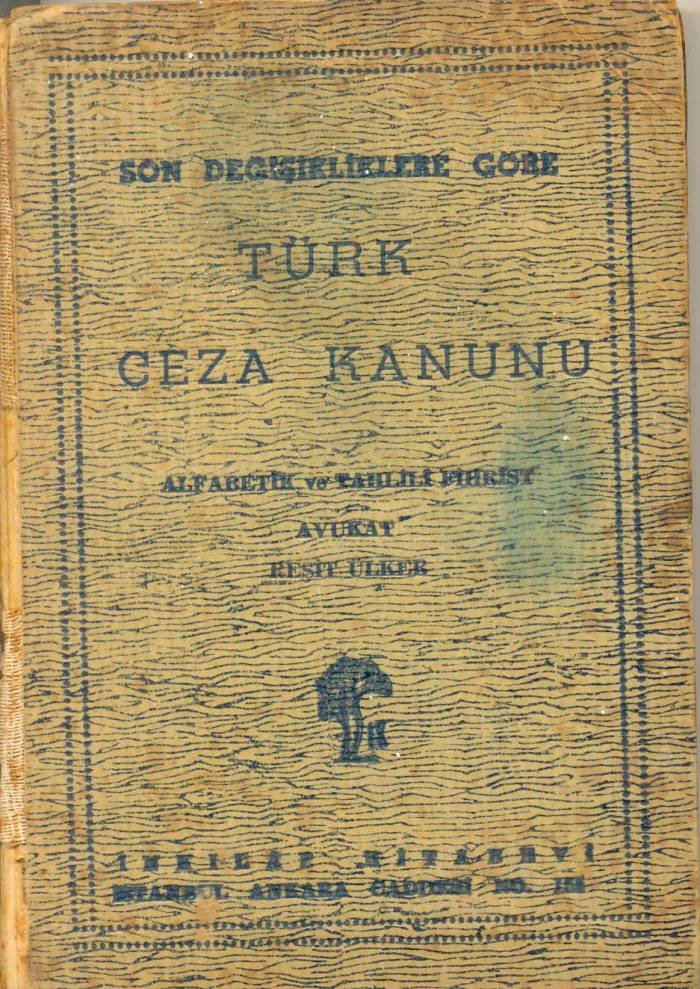 SON DEĞİŞİKLİKLERE GÖRE
TÜRK
CEZA KANUNU
ALFABETİK ve TAHLİLİ FİHRİST
AVUKAT
REŞİT ÜLKER
İNKILÂP KİTABEVİ
İSTANBUL ANKARA CADDESİ NO.